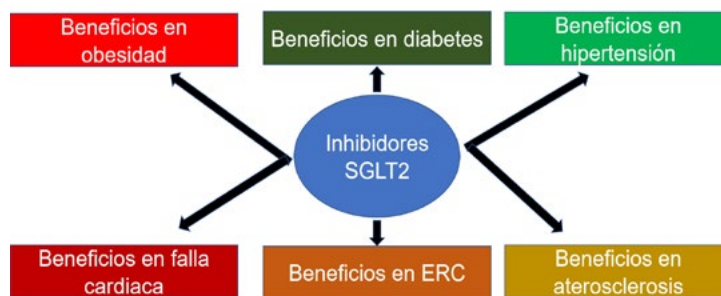 Beneficios en
obesidad
Beneficios en diabetes
Beneficios en
hipertensión
Inhibidores
SGLT2
Beneficios en falla
cardiaca
Beneficios en ERC
Beneficios en
aterosclerosis